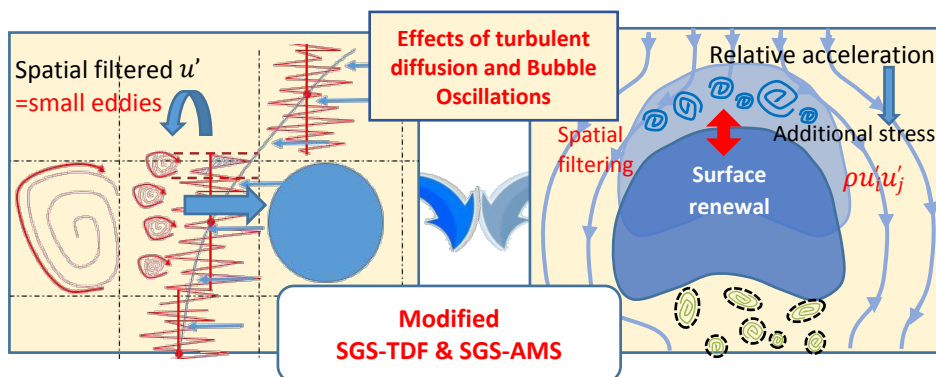 Spatial filtered u'
=small eddies
Effects of turbulent
diffusion and Bubble
Oscillations
Relative acceleration
Spatial
filtering
Additional stress
Surface
renewal
ρu'ᵢu'ⱼ
Modified
SGS-TDF & SGS-AMS